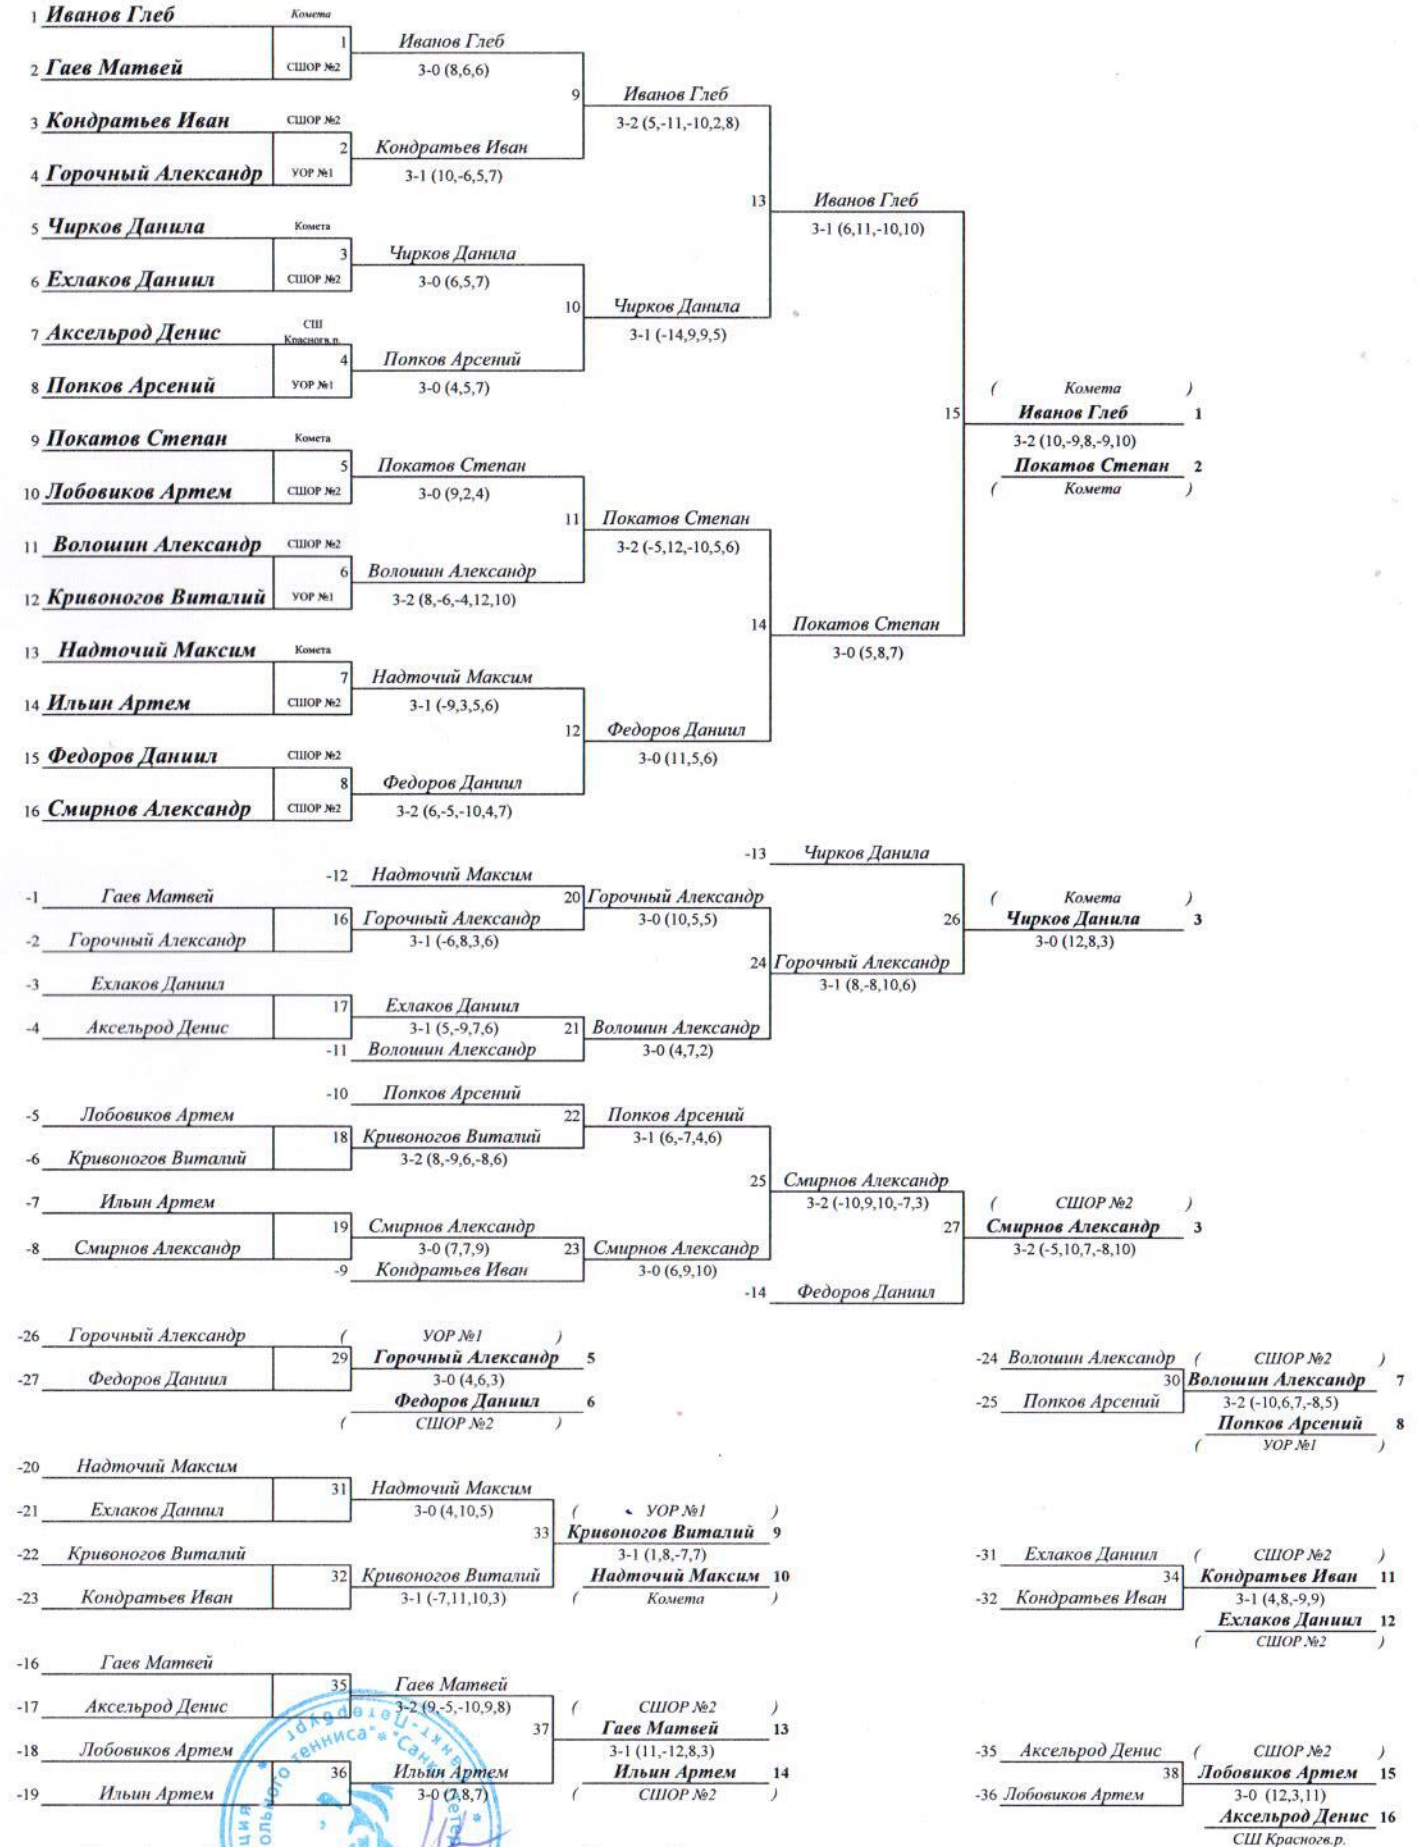 1 Иванов Глеб Комета
1 Иванов Глеб
2 Гаев Матвей СШОР №2 3-0 (8,6,6)
9 Иванов Глеб
3 Кондратьев Иван СШОР №2 3-2 (5,-11,-10,2,8)
2 Кондратьев Иван
4 Горочный Александр УОР №1 3-1 (10,-6,5,7)
13 Иванов Глеб
5 Чирков Данила Комета 3-1 (6,11,-10,10)
3 Чирков Данила
6 Ехлаков Даниил СШОР №2 3-0 (6,5,7)
10 Чирков Данила
7 Аксельрод Денис СШ Красногв.р. 3-1 (-14,9,9,5)
4 Попков Арсений
8 Попков Арсений УОР №1 3-0 (4,5,7) ( Комета )
15 Иванов Глеб 1
9 Покатов Степан Комета 3-2 (10,-9,8,-9,10)
5 Покатов Степан Покатов Степан 2
10 Лобовиков Артем СШОР №2 3-0 (9,2,4) ( Комета )
11 Покатов Степан
11 Волошин Александр СШОР №2 3-2 (-5,12,-10,5,6)
6 Волошин Александр
12 Кривоногов Виталий УОР №1 3-2 (8,-6,-4,12,10)
14 Покатов Степан
13 Надточий Максим Комета 3-0 (5,8,7)
7 Надточий Максим
14 Ильин Артем СШОР №2 3-1 (-9,3,5,6)
12 Федоров Даниил
15 Федоров Даниил СШОР №2 3-0 (11,5,6)
8 Федоров Даниил
16 Смирнов Александр СШОР №2 3-2 (6,-5,-10,4,7)
-13 Чирков Данила
-12 Надточий Максим
-1 Гаев Матвей 20 Горочный Александр ( Комета )
16 Горочный Александр 3-0 (10,5,5) 26 Чирков Данила 3
-2 Горочный Александр 3-1 (-6,8,3,6) 3-0 (12,8,3)
24 Горочный Александр
-3 Ехлаков Даниил 3-1 (8,-8,10,6)
17 Ехлаков Даниил
-4 Аксельрод Денис 3-1 (5,-9,7,6) 21 Волошин Александр
-11 Волошин Александр 3-0 (4,7,2)
-10 Попков Арсений
-5 Лобовиков Артем 22 Попков Арсений
18 Кривоногов Виталий 3-1 (6,-7,4,6)
-6 Кривоногов Виталий 3-2 (8,-9,6,-8,6)
25 Смирнов Александр
-7 Ильин Артем 3-2 (-10,9,10,-7,3) ( СШОР №2 )
19 Смирнов Александр 27 Смирнов Александр 3
-8 Смирнов Александр 3-0 (7,7,9) 23 Смирнов Александр 3-2 (-5,10,7,-8,10)
-9 Кондратьев Иван 3-0 (6,9,10)
-14 Федоров Даниил
-26 Горочный Александр ( УОР №1 )
29 Горочный Александр 5 -24 Волошин Александр ( СШОР №2 )
-27 Федоров Даниил 3-0 (4,6,3) 30 Волошин Александр 7
Федоров Даниил 6 -25 Попков Арсений 3-2 (-10,6,7,-8,5)
( СШОР №2 ) Попков Арсений 8
( УОР №1 )
-20 Надточий Максим
31 Надточий Максим
-21 Ехлаков Даниил 3-0 (4,10,5) ( УОР №1 )
33 Кривоногов Виталий 9
-22 Кривоногов Виталий 3-1 (1,8,-7,7) -31 Ехлаков Даниил ( СШОР №2 )
32 Кривоногов Виталий Надточий Максим 10 34 Кондратьев Иван 11
-23 Кондратьев Иван 3-1 (-7,11,10,3) ( Комета ) -32 Кондратьев Иван 3-1 (4,8,-9,9)
Ехлаков Даниил 12
( СШОР №2 )
-16 Гаев Матвей
35 Гаев Матвей
-17 Аксельрод Денис 3-2 (9,-5,-10,9,8) ( СШОР №2 )
37 Гаев Матвей 13
-18 Лобовиков Артем 3-1 (11,-12,8,3) -35 Аксельрод Денис ( СШОР №2 )
36 Ильин Артем Ильин Артем 14 38 Лобовиков Артем 15
-19 Ильин Артем 3-0 (7,8,7) ( СШОР №2 ) -36 Лобовиков Артем 3-0 (12,3,11)
Аксельрод Денис 16
СШ Красногв.р.